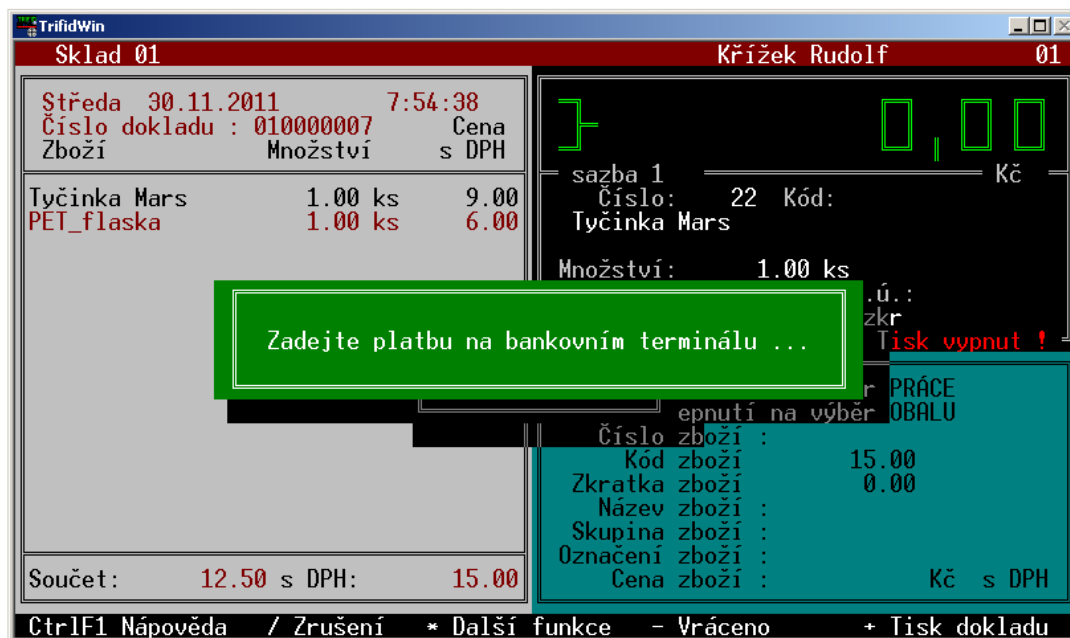 TrifidWin
Sklad 01 Křížek Rudolf 01
Středa 30.11.2011 7:54:38
Číslo dokladu : 010000007 Cena
Zboží Množství s DPH
Tyčinka Mars 1.00 ks 9.00
PET_flaska 1.00 ks 6.00
Součet: 12.50 s DPH: 15.00
0,00
sazba 1 Kč
Číslo: 22 Kód:
Tyčinka Mars
Množství: 1.00 ks
.ú.:
zkr
Tisk vypnut !
Zadejte platbu na bankovním terminálu ...
PRÁCE
epnutí na výběr OBALU
Číslo zboží :
Kód zboží 15.00
Zkratka zboží 0.00
Název zboží :
Skupina zboží :
Označení zboží :
Cena zboží : Kč s DPH
CtrlF1 Nápověda / Zrušení * Další funkce - Vráceno + Tisk dokladu